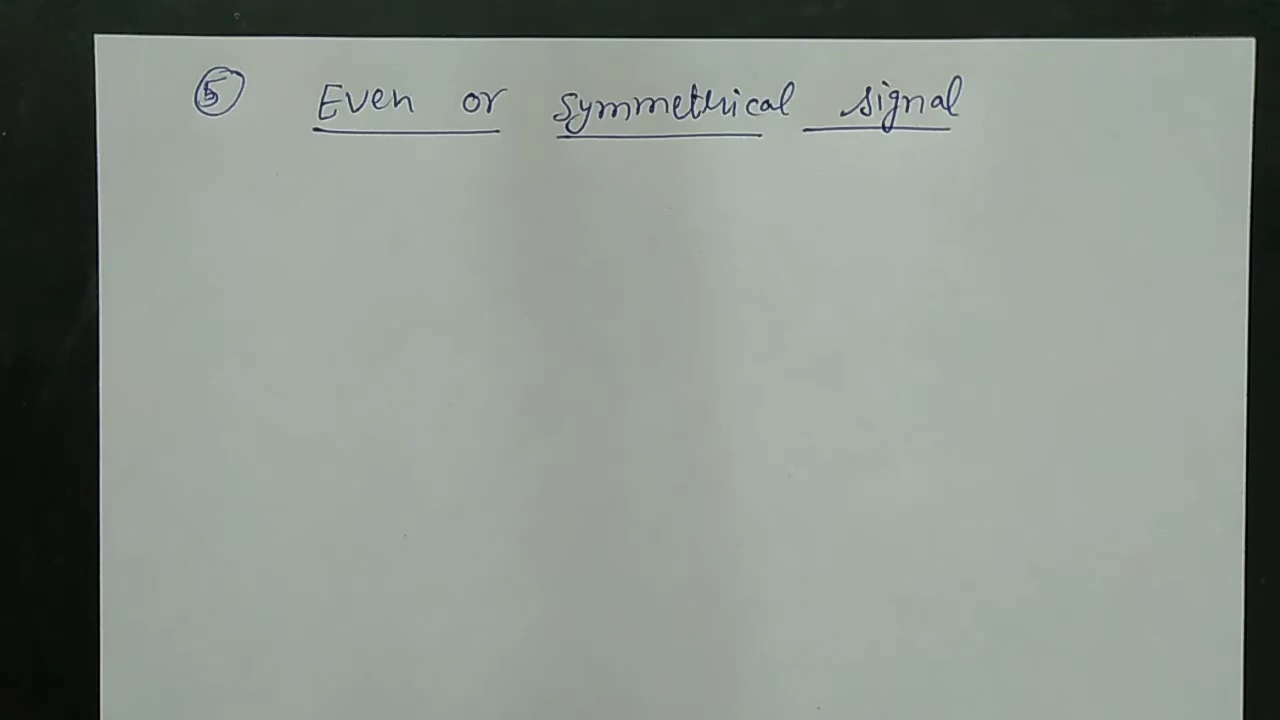 ⑤ Even or symmetrical signal